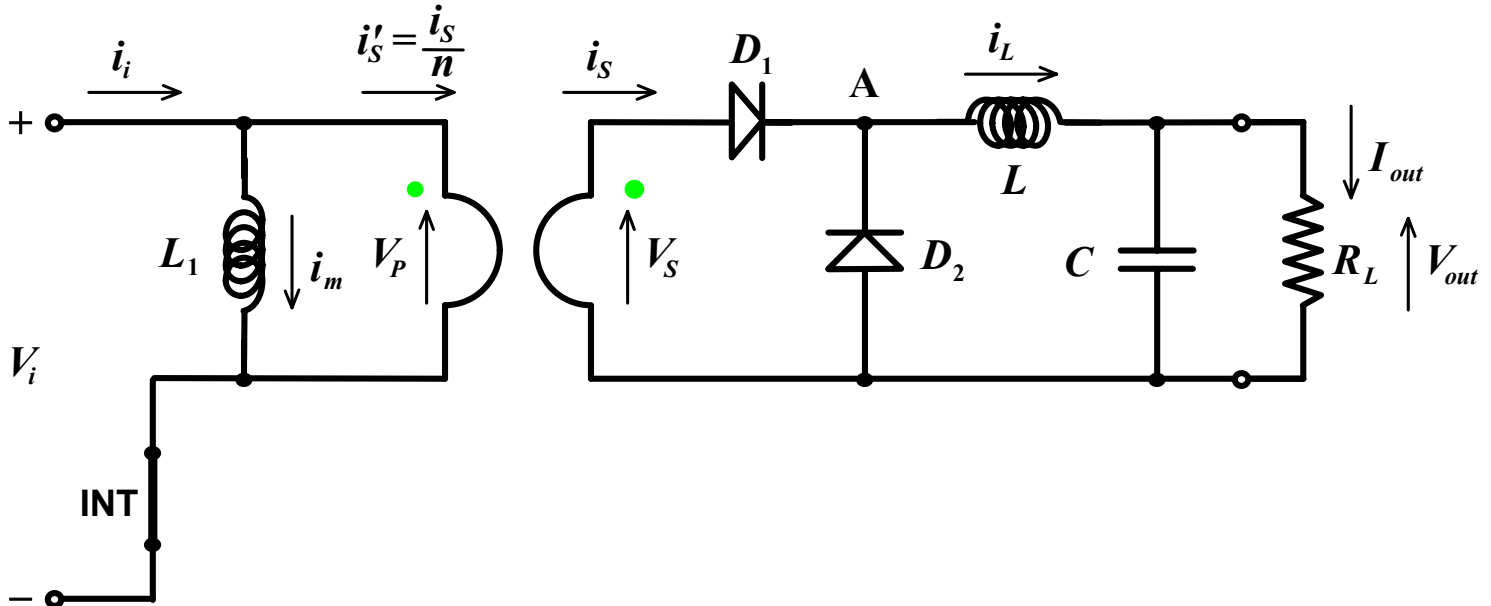 i_i
i'_S = i_S / n
i_S
D_1
A
i_L
+
L
I_out
L_1
i_m
V_P
V_S
D_2
C
R_L
V_out
V_i
INT
−